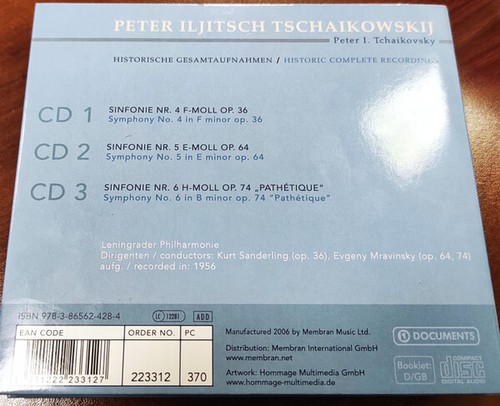 PETER ILJITSCH TSCHAIKOWSKIJ
Peter I. Tchaikovsky
HISTORISCHE GESAMTAUFNAHMEN / HISTORIC COMPLETE RECORDINGS
CD 1
SINFONIE NR. 4 F-MOLL OP. 36
Symphony No. 4 in F minor op. 36
CD 2
SINFONIE NR. 5 E-MOLL OP. 64
Symphony No. 5 in E minor op. 64
CD 3
SINFONIE NR. 6 H-MOLL OP. 74 „PATHÉTIQUE"
Symphony No. 6 in B minor op. 74 "Pathétique"
Leningrader Philharmonie
Dirigenten / conductors: Kurt Sanderling (op. 36), Evgeny Mravinsky (op. 64, 74)
aufg. / recorded in: 1956
ISBN 978-3-86562-428-4
LC 12281
ADD
EAN CODE
ORDER NO.
PC
222 233127
223312
370
Manufactured 2006 by Membran Music Ltd.
Distribution: Membran International GmbH
www.membran.net
Artwork: Hommage Multimedia GmbH
www.hommage-multimedia.de
DOCUMENTS
Booklet:
D/GB
COMPACT
disc
DIGITAL AUDIO